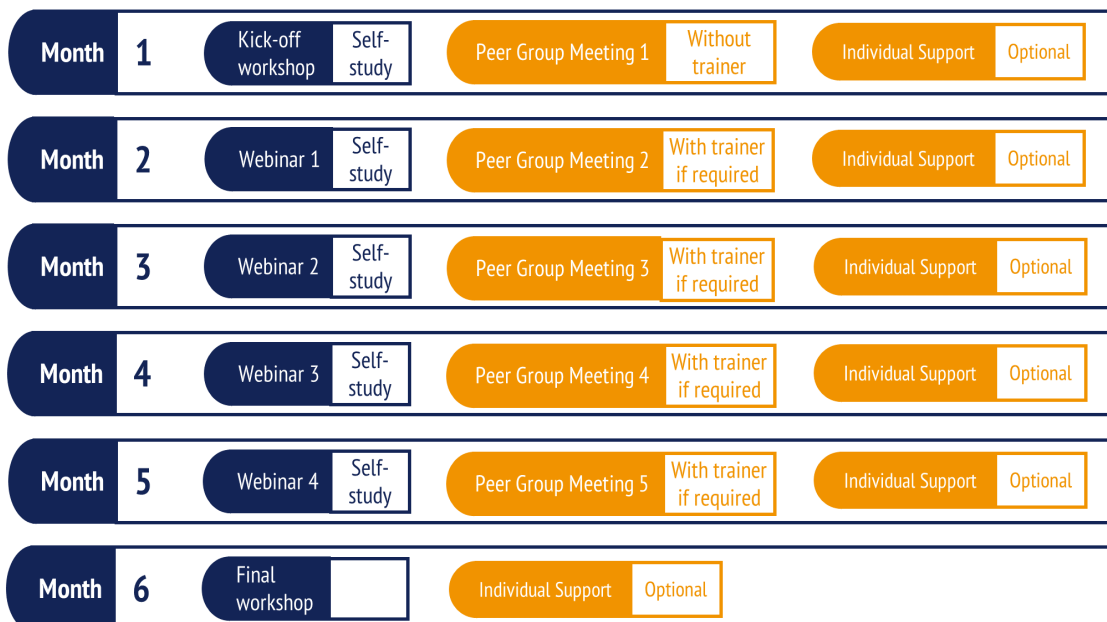 Month 1
Kick-off
workshop
Self-
study
Peer Group Meeting 1
Without
trainer
Individual Support
Optional
Month 2
Webinar 1
Self-
study
Peer Group Meeting 2
With trainer
if required
Individual Support
Optional
Month 3
Webinar 2
Self-
study
Peer Group Meeting 3
With trainer
if required
Individual Support
Optional
Month 4
Webinar 3
Self-
study
Peer Group Meeting 4
With trainer
if required
Individual Support
Optional
Month 5
Webinar 4
Self-
study
Peer Group Meeting 5
With trainer
if required
Individual Support
Optional
Month 6
Final
workshop
Individual Support
Optional